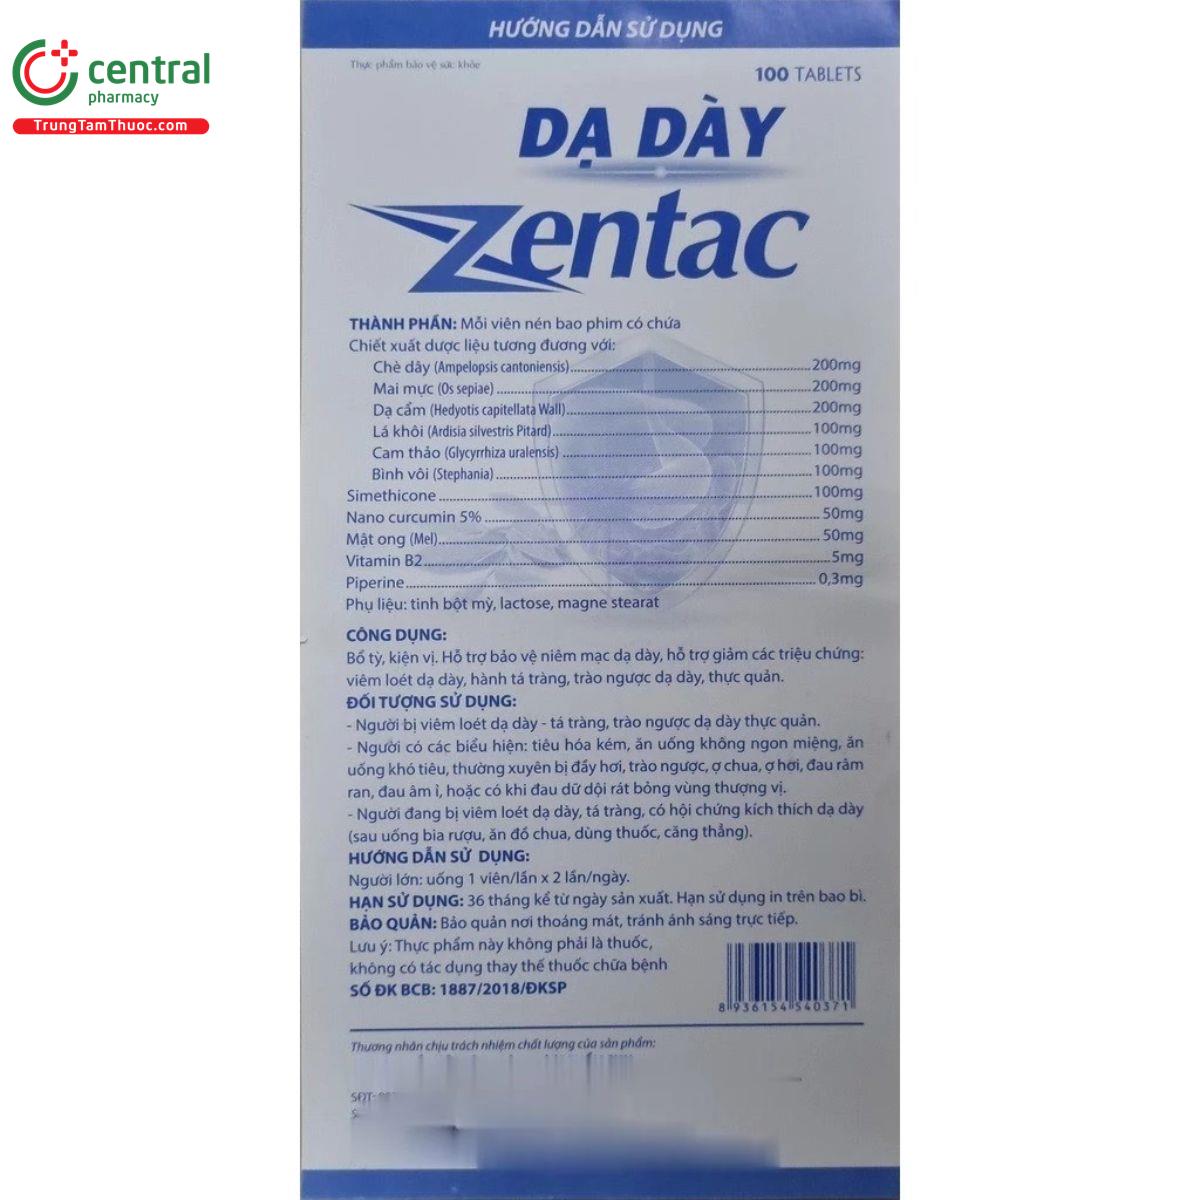 HƯỚNG DẪN SỬ DỤNG
central
pharmacy
TrungTamThuoc.com
Thực phẩm bảo vệ sức khỏe
100 TABLETS
DẠ DÀY
Zentac
THÀNH PHẦN: Mỗi viên nén bao phim có chứa
Chiết xuất dược liệu tương đương với:
Chè dây (Ampelopsis cantoniensis)....200mg
Mai mực (Os sepiae)....200mg
Dạ cẩm (Hedyotis capitellata Wall)....200mg
Lá khôi (Ardisia silvestris Pitard)....100mg
Cam thảo (Glycyrrhiza uralensis)....100mg
Bình vôi (Stephania)....100mg
Simethicone....100mg
Nano curcumin 5%....50mg
Mật ong (Mel)....50mg
Vitamin B2....5mg
Piperine....0,3mg
Phụ liệu: tinh bột mỳ, lactose, magne stearat
CÔNG DỤNG:
Bổ tỳ, kiện vị. Hỗ trợ bảo vệ niêm mạc dạ dày, hỗ trợ giảm các triệu chứng:
viêm loét dạ dày, hành tá tràng, trào ngược dạ dày, thực quản.
ĐỐI TƯỢNG SỬ DỤNG:
- Người bị viêm loét dạ dày - tá tràng, trào ngược dạ dày thực quản.
- Người có các biểu hiện: tiêu hóa kém, ăn uống không ngon miệng, ăn
uống khó tiêu, thường xuyên bị đầy hơi, trào ngược, ợ chua, ợ hơi, đau râm
ran, đau âm ỉ, hoặc có khi đau dữ dội rát bỏng vùng thượng vị.
- Người đang bị viêm loét dạ dày, tá tràng, có hội chứng kích thích dạ dày
(sau uống bia rượu, ăn đồ chua, dùng thuốc, căng thẳng).
HƯỚNG DẪN SỬ DỤNG:
Người lớn: uống 1 viên/lần x 2 lần/ngày.
HẠN SỬ DỤNG: 36 tháng kể từ ngày sản xuất. Hạn sử dụng in trên bao bì.
BẢO QUẢN: Bảo quản nơi thoáng mát, tránh ánh sáng trực tiếp.
Lưu ý: Thực phẩm này không phải là thuốc,
không có tác dụng thay thế thuốc chữa bệnh
SỐ ĐK BCB: 1887/2018/ĐKSP
8 936154 540371
Thương nhân chịu trách nhiệm chất lượng của sản phẩm:
SĐT: